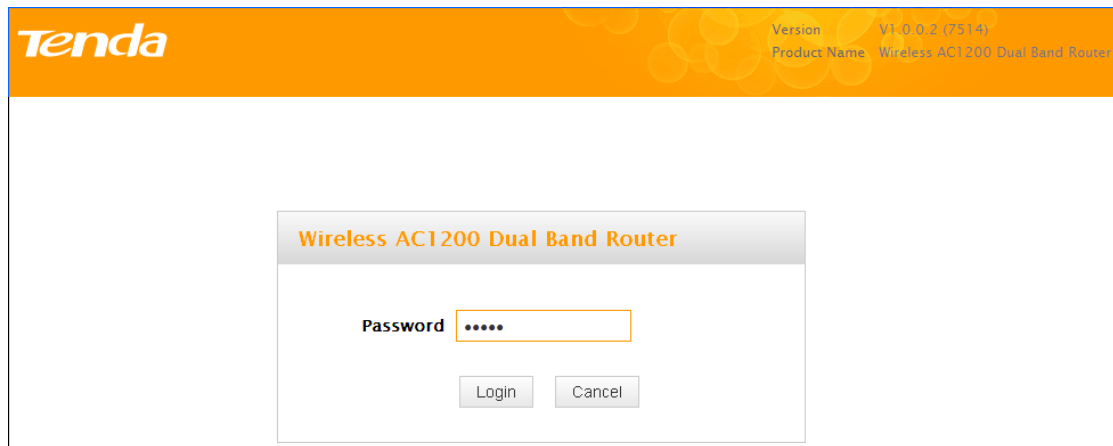 Tenda
Version V1.0.0.2 (7514)
Product Name Wireless AC1200 Dual Band Router
Wireless AC1200 Dual Band Router
Password •••••
Login Cancel